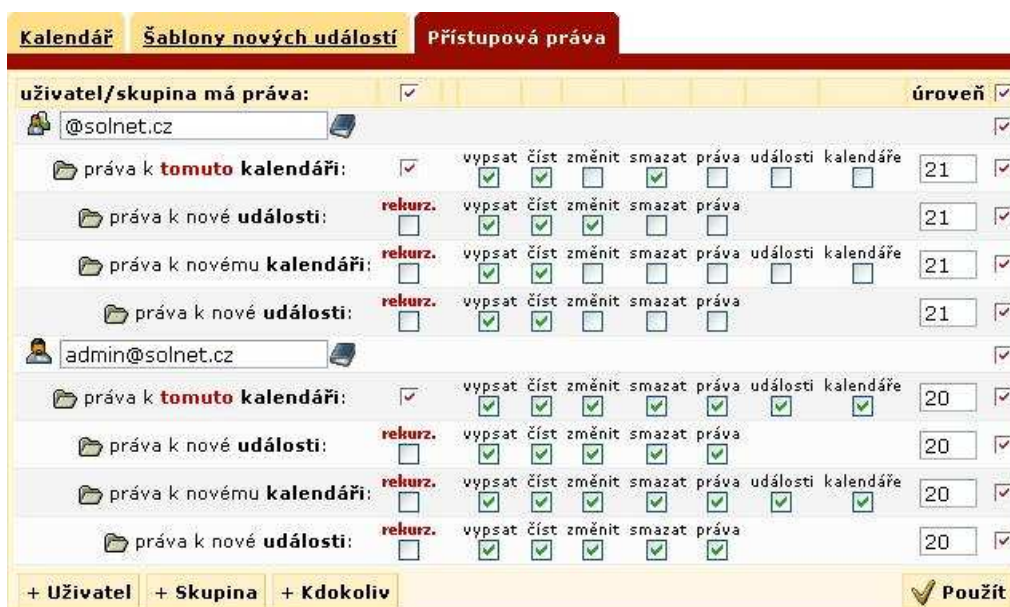 Kalendář Šablony nových událostí Přístupová práva
uživatel/skupina má práva: úroveň
@solnet.cz
práva k tomuto kalendáři: vypsat číst změnit smazat práva události kalendáře 21
práva k nové události: rekurz. vypsat číst změnit smazat práva 21
práva k novému kalendáři: rekurz. vypsat číst změnit smazat práva události kalendáře 21
práva k nové události: rekurz. vypsat číst změnit smazat práva 21
admin@solnet.cz
práva k tomuto kalendáři: vypsat číst změnit smazat práva události kalendáře 20
práva k nové události: rekurz. vypsat číst změnit smazat práva 20
práva k novému kalendáři: rekurz. vypsat číst změnit smazat práva události kalendáře 20
práva k nové události: rekurz. vypsat číst změnit smazat práva 20
+ Uživatel + Skupina + Kdokoliv Použít